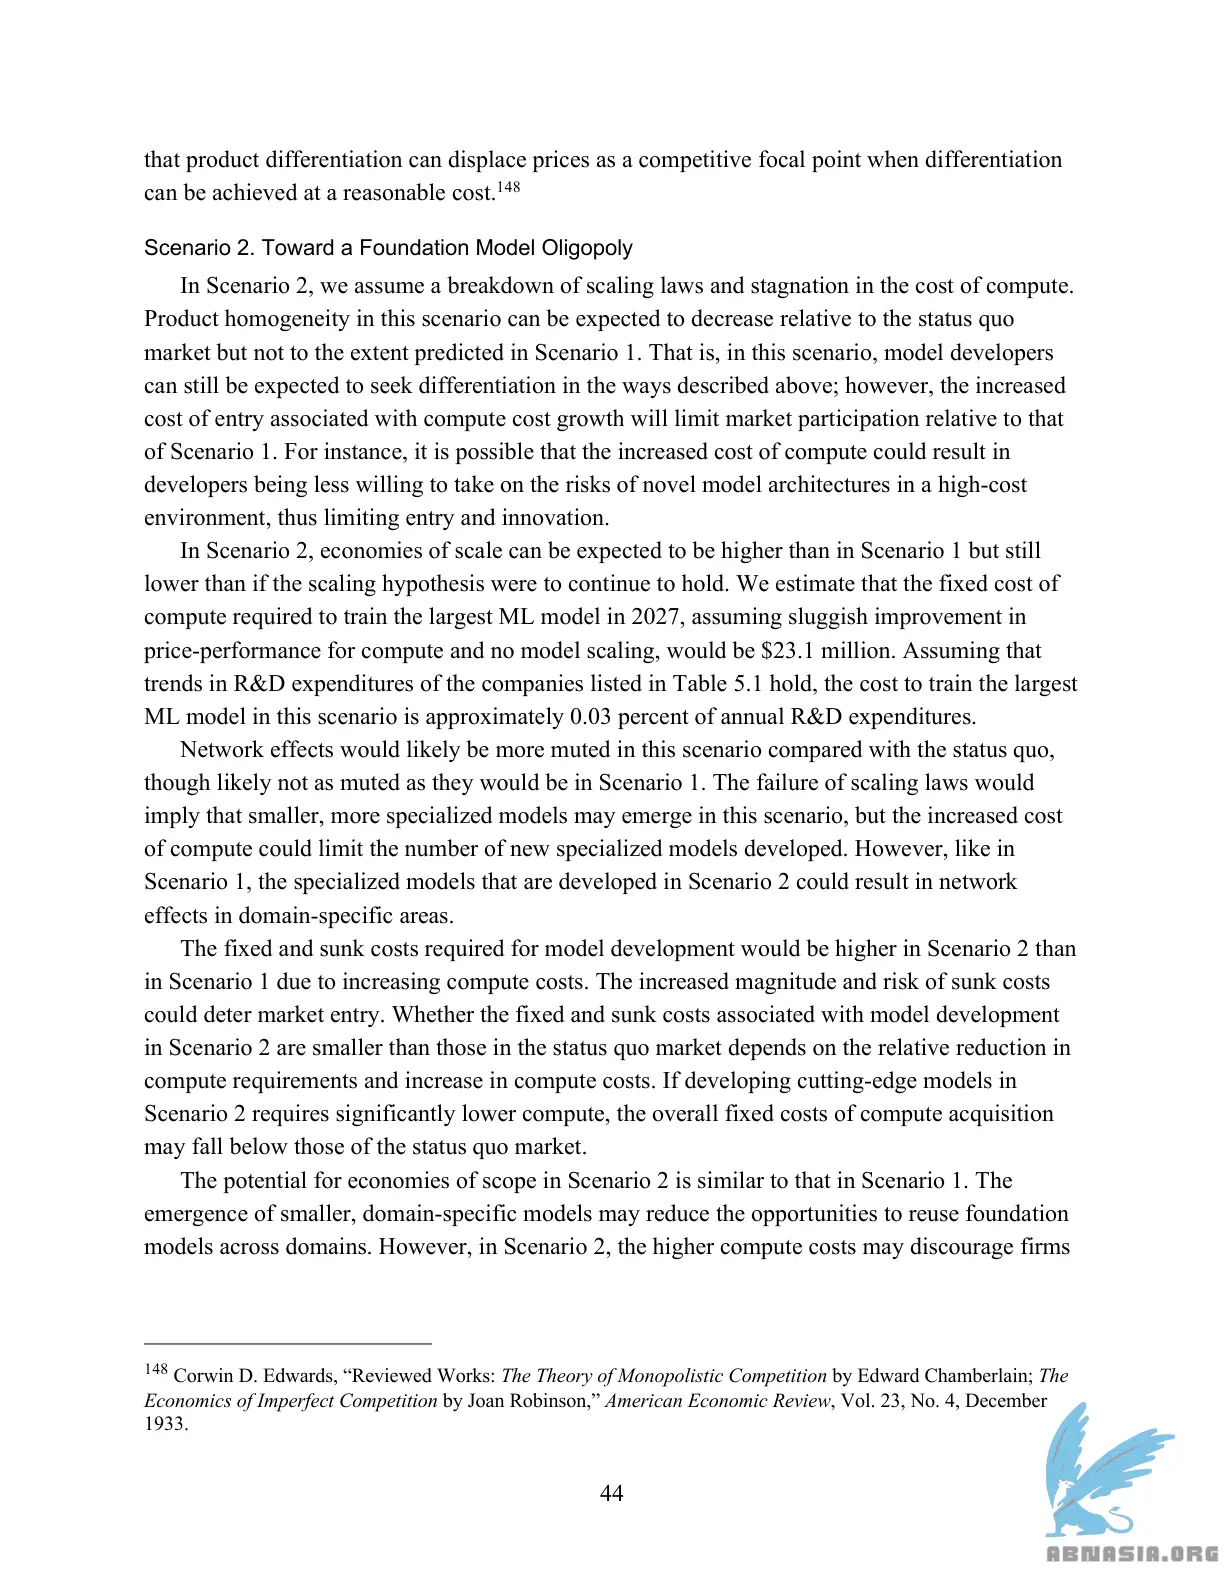 that product differentiation can displace prices as a competitive focal point when differentiation
can be achieved at a reasonable cost.148
Scenario 2. Toward a Foundation Model Oligopoly
In Scenario 2, we assume a breakdown of scaling laws and stagnation in the cost of compute.
Product homogeneity in this scenario can be expected to decrease relative to the status quo
market but not to the extent predicted in Scenario 1. That is, in this scenario, model developers
can still be expected to seek differentiation in the ways described above; however, the increased
cost of entry associated with compute cost growth will limit market participation relative to that
of Scenario 1. For instance, it is possible that the increased cost of compute could result in
developers being less willing to take on the risks of novel model architectures in a high-cost
environment, thus limiting entry and innovation.
In Scenario 2, economies of scale can be expected to be higher than in Scenario 1 but still
lower than if the scaling hypothesis were to continue to hold. We estimate that the fixed cost of
compute required to train the largest ML model in 2027, assuming sluggish improvement in
price-performance for compute and no model scaling, would be $23.1 million. Assuming that
trends in R&D expenditures of the companies listed in Table 5.1 hold, the cost to train the largest
ML model in this scenario is approximately 0.03 percent of annual R&D expenditures.
Network effects would likely be more muted in this scenario compared with the status quo,
though likely not as muted as they would be in Scenario 1. The failure of scaling laws would
imply that smaller, more specialized models may emerge in this scenario, but the increased cost
of compute could limit the number of new specialized models developed. However, like in
Scenario 1, the specialized models that are developed in Scenario 2 could result in network
effects in domain-specific areas.
The fixed and sunk costs required for model development would be higher in Scenario 2 than
in Scenario 1 due to increasing compute costs. The increased magnitude and risk of sunk costs
could deter market entry. Whether the fixed and sunk costs associated with model development
in Scenario 2 are smaller than those in the status quo market depends on the relative reduction in
compute requirements and increase in compute costs. If developing cutting-edge models in
Scenario 2 requires significantly lower compute, the overall fixed costs of compute acquisition
may fall below those of the status quo market.
The potential for economies of scope in Scenario 2 is similar to that in Scenario 1. The
emergence of smaller, domain-specific models may reduce the opportunities to reuse foundation
models across domains. However, in Scenario 2, the higher compute costs may discourage firms
148 Corwin D. Edwards, “Reviewed Works: The Theory of Monopolistic Competition by Edward Chamberlain; The
Economics of Imperfect Competition by Joan Robinson,” American Economic Review, Vol. 23, No. 4, December
1933.
44
ABNASIA.ORG